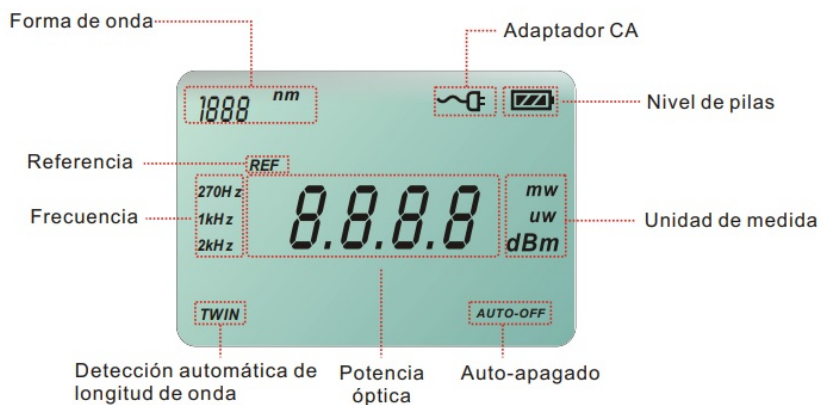 Forma de onda
Adaptador CA
1888 nm
Nivel de pilas
Referencia
REF
270Hz
1kHz
2kHz
Frecuencia
8.8.8.8
mw
uw
dBm
Unidad de medida
TWIN
AUTO-OFF
Detección automática de
longitud de onda
Potencia
óptica
Auto-apagado